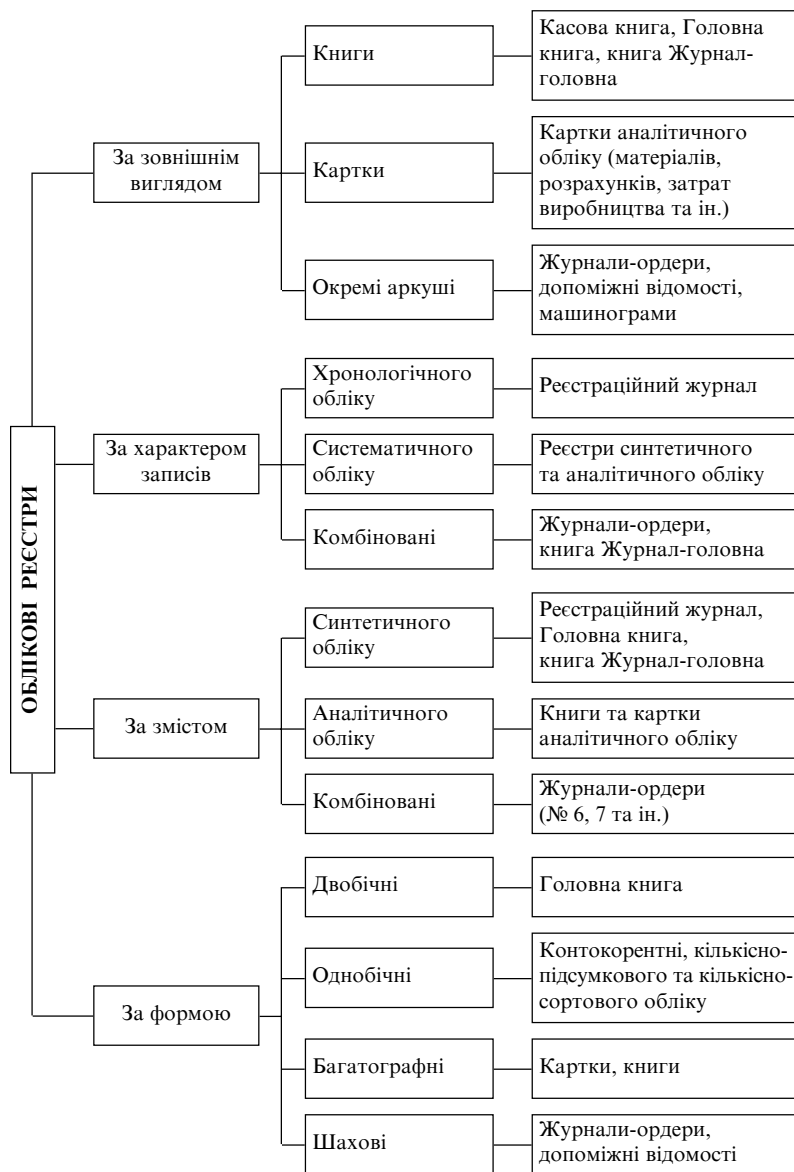 ОБЛІКОВІ РЕЄСТРИ
За зовнішнім
виглядом
Книги
Касова книга, Головна
книга, книга Журнал-
головна
Картки
Картки аналітичного
обліку (матеріалів,
розрахунків, затрат
виробництва та ін.)
Окремі аркуші
Журнали-ордери,
допоміжні відомості,
машинограми
За характером
записів
Хронологічного
обліку
Реєстраційний журнал
Систематичного
обліку
Реєстри синтетичного
та аналітичного обліку
Комбіновані
Журнали-ордери,
книга Журнал-головна
За змістом
Синтетичного
обліку
Реєстраційний журнал,
Головна книга,
книга Журнал-головна
Аналітичного
обліку
Книги та картки
аналітичного обліку
Комбіновані
Журнали-ордери
(№ 6, 7 та ін.)
За формою
Двобічні
Головна книга
Однобічні
Контокорентні, кількісно-
підсумкового та кількісно-
сортового обліку
Багатографні
Картки, книги
Шахові
Журнали-ордери,
допоміжні відомості